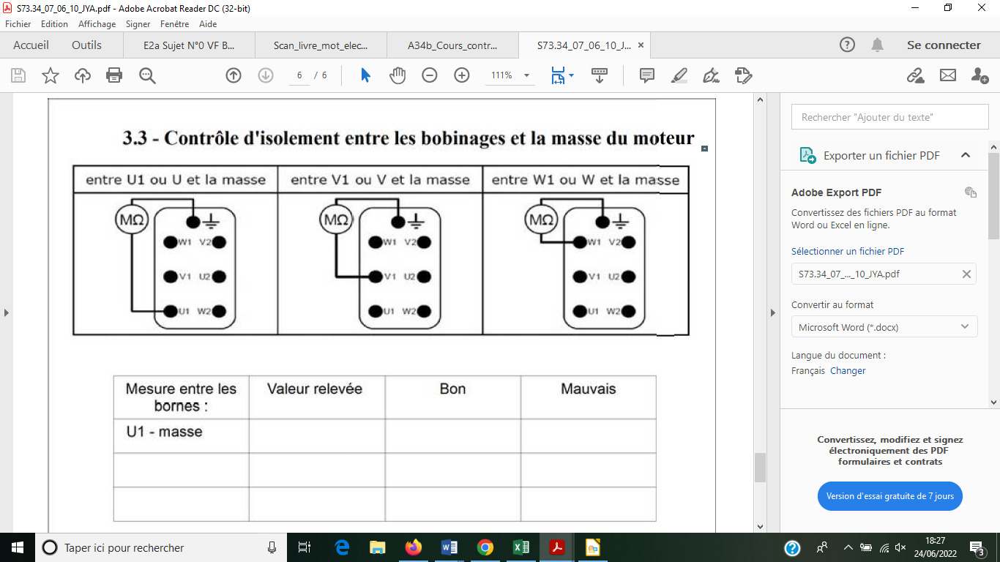 S73.34_07_06_10_JYA.pdf - Adobe Acrobat Reader DC (32-bit)
Fichier Edition Affichage Signer Fenêtre Aide
Accueil Outils E2a Sujet N°0 VF B... Scan_livre_mot_elec... A34b_Cours_contr... S73.34_07_06_10_J... × Se connecter
6 / 6 111%
3.3 - Contrôle d'isolement entre les bobinages et la masse du moteur
entre U1 ou U et la masse entre V1 ou V et la masse entre W1 ou W et la masse
MΩ MΩ MΩ
W1 V2 W1 V2 W1 V2
V1 U2 V1 U2 V1 U2
U1 W2 U1 W2 U1 W2
Mesure entre les bornes : Valeur relevée Bon Mauvais
U1 - masse
Rechercher "Ajouter du texte"
Exporter un fichier PDF
Adobe Export PDF
Convertissez des fichiers PDF au format
Word ou Excel en ligne.
Sélectionner un fichier PDF
S73.34_07_..._10_JYA.pdf
Convertir au format
Microsoft Word (*.docx)
Langue du document :
Français Changer
Convertissez, modifiez et signez
électroniquement des PDF
formulaires et contrats
Version d'essai gratuite de 7 jours
Taper ici pour rechercher
18:27
24/06/2022
3